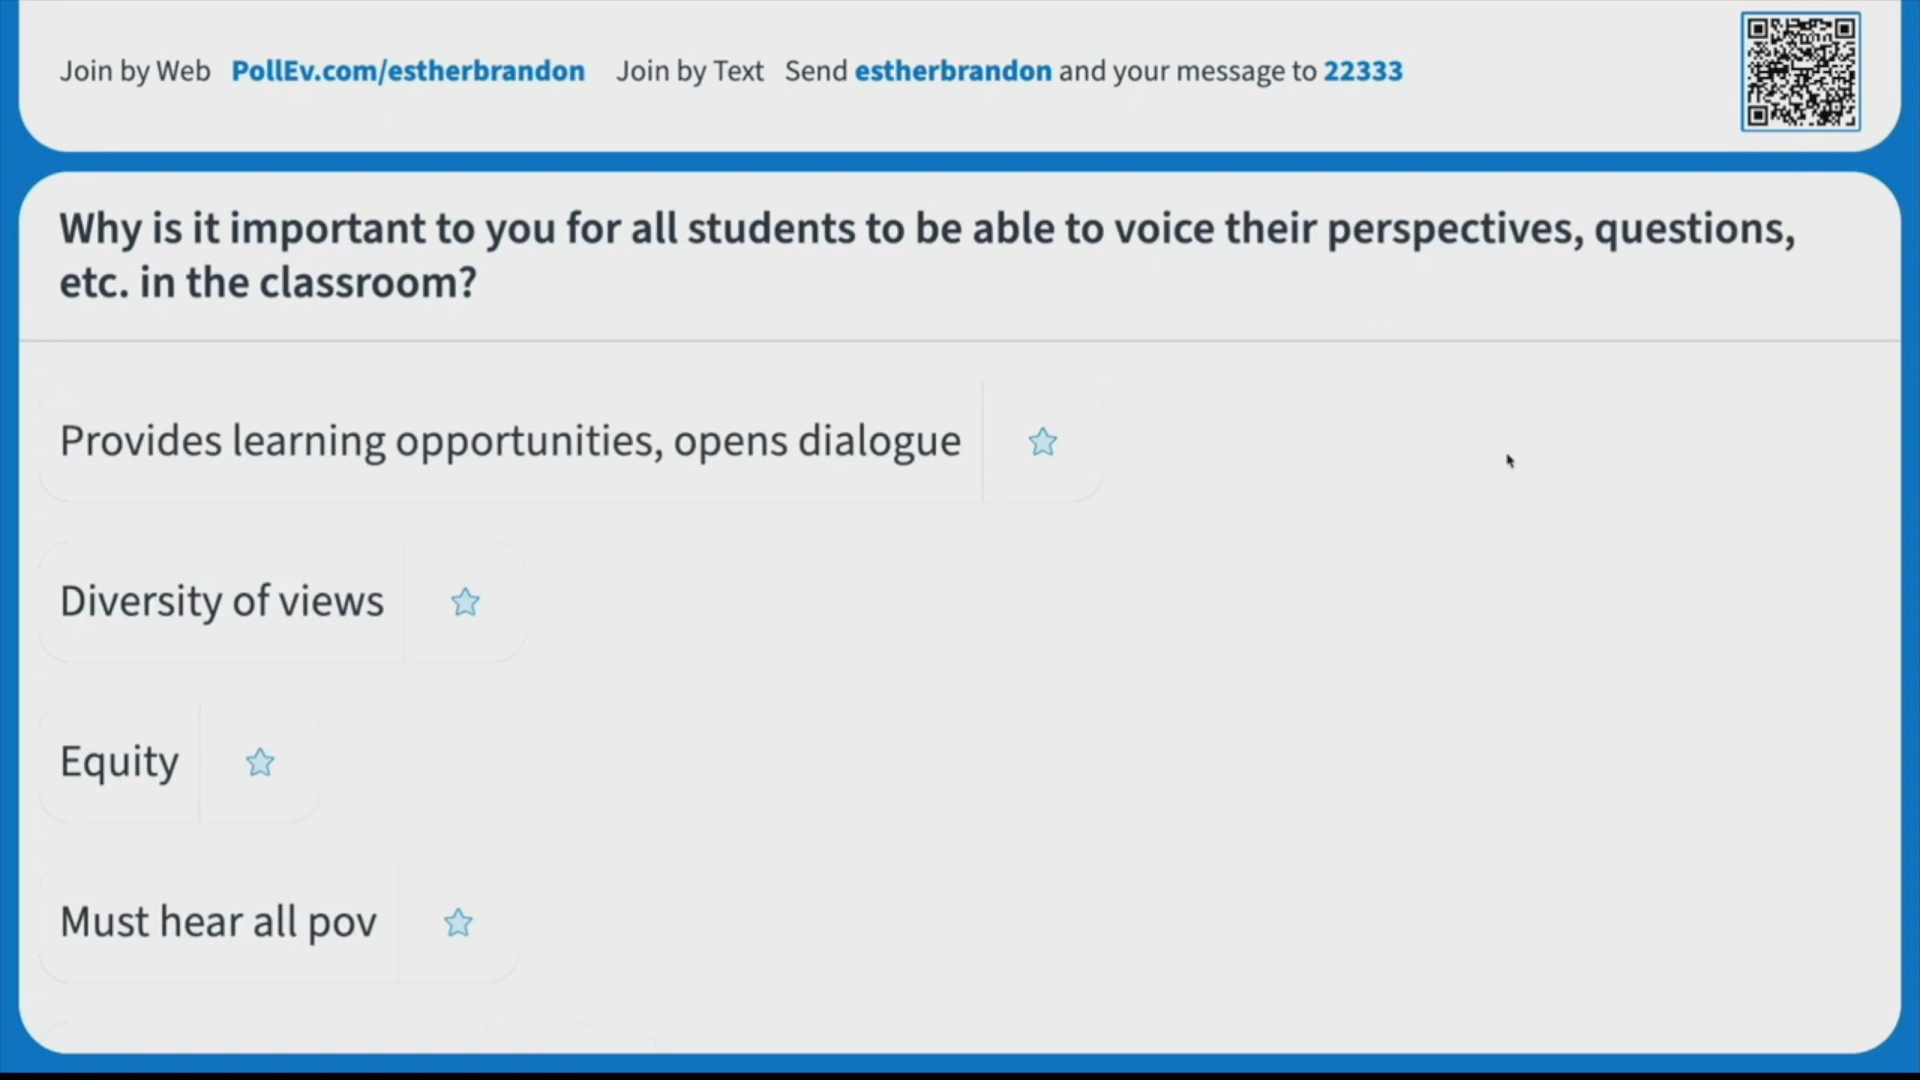 Join by Web PollEv.com/estherbrandon Join by Text Send estherbrandon and your message to 22333
Why is it important to you for all students to be able to voice their perspectives, questions,
etc. in the classroom?
Provides learning opportunities, opens dialogue
Diversity of views
Equity
Must hear all pov